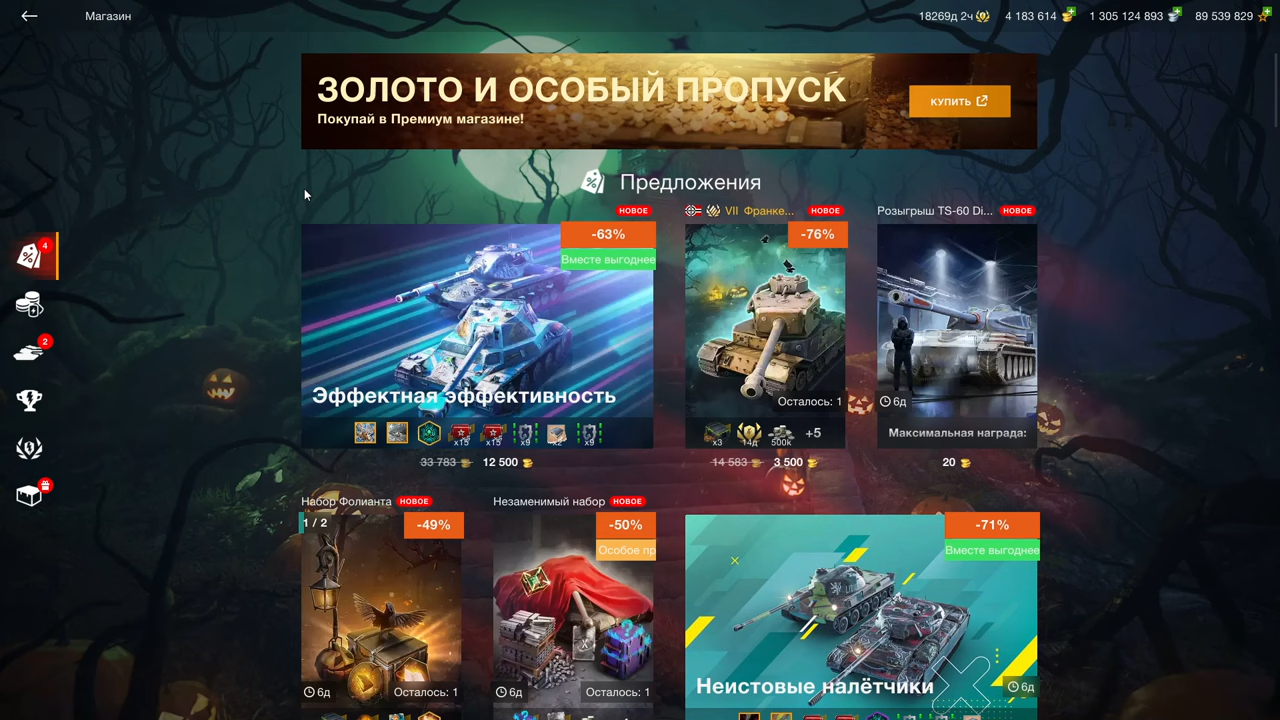 Магазин
18269д 2ч
4 183 614
1 305 124 893
89 539 829
ЗОЛОТО И ОСОБЫЙ ПРОПУСК
Покупай в Премиум магазине!
КУПИТЬ
Предложения
4
2
НОВОЕ
-63%
Вместе выгоднее
Эффектная эффективность
x15
x15
x9
x2
x9
33 783
12 500
VII Франке...
НОВОЕ
-76%
Осталось: 1
x3
14д
500k
+5
14 583
3 500
Розыгрыш TS-60 Di...
НОВОЕ
6д
Максимальная награда:
20
Набор Фолианта
НОВОЕ
1 / 2
-49%
6д
Осталось: 1
Незаменимый набор
НОВОЕ
-50%
Особое пр
X
6д
Осталось: 1
-71%
Вместе выгоднее
Неистовые налётчики
6д